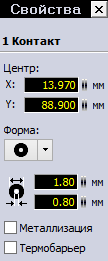 Свойства
1 Контакт
Центр:
X: 13.970 мм
Y: 88.900 мм
Форма:
1.80 мм
0.80 мм
Металлизация
Термобарьер